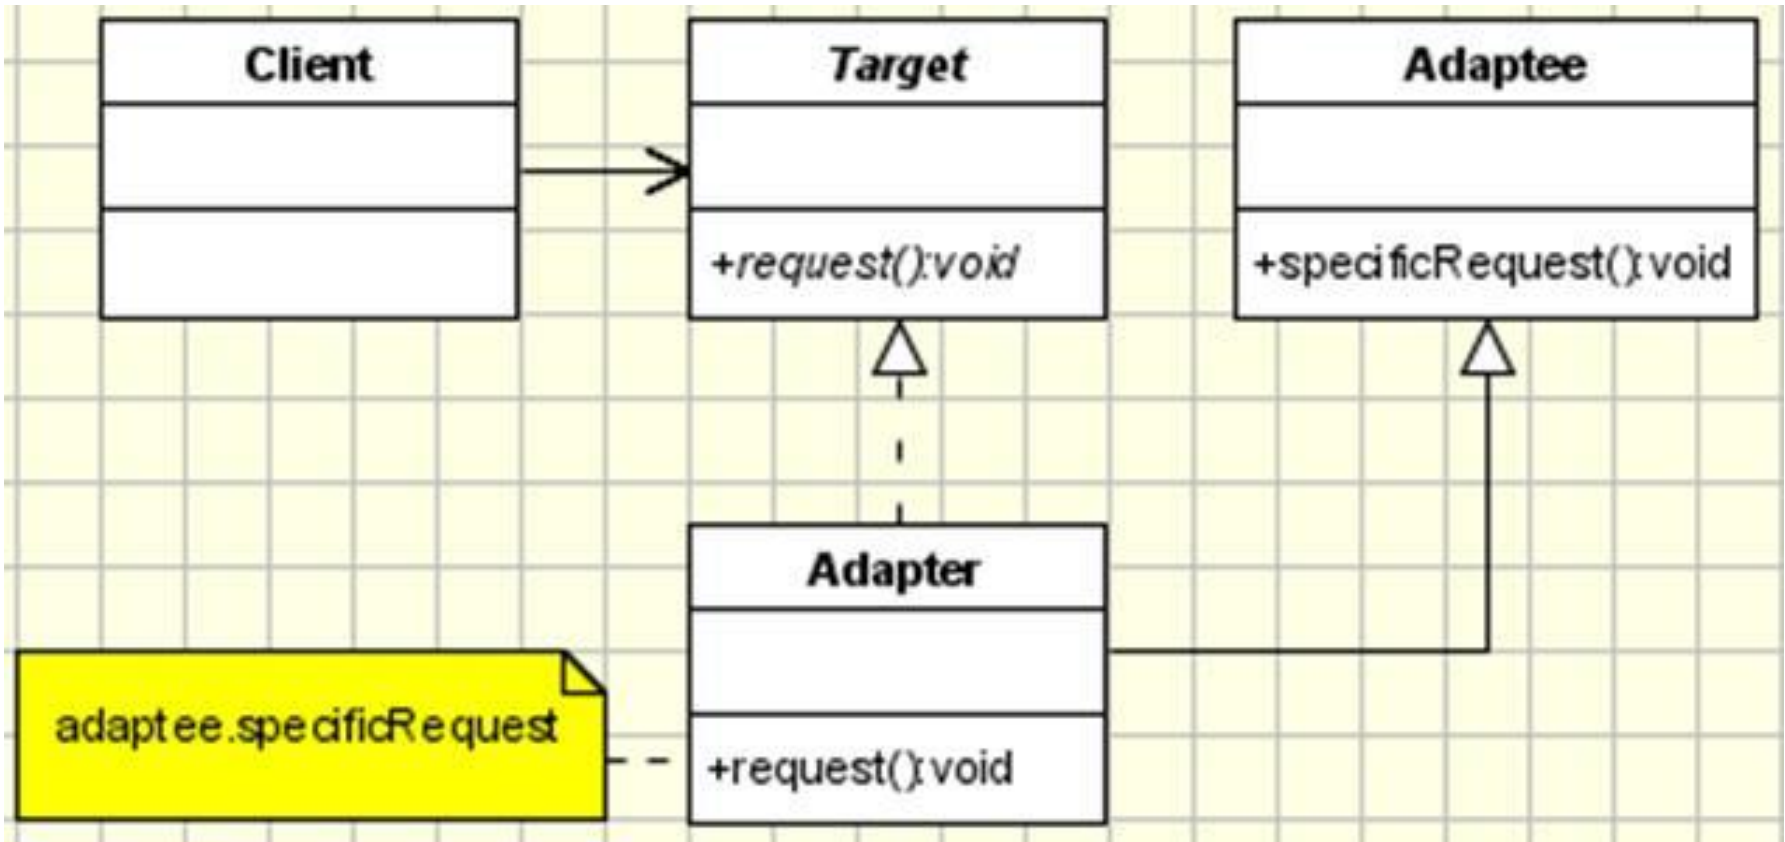 Client
Target
+request():void
Adaptee
+specificRequest():void
Adapter
+request():void
adaptee.specificRequest